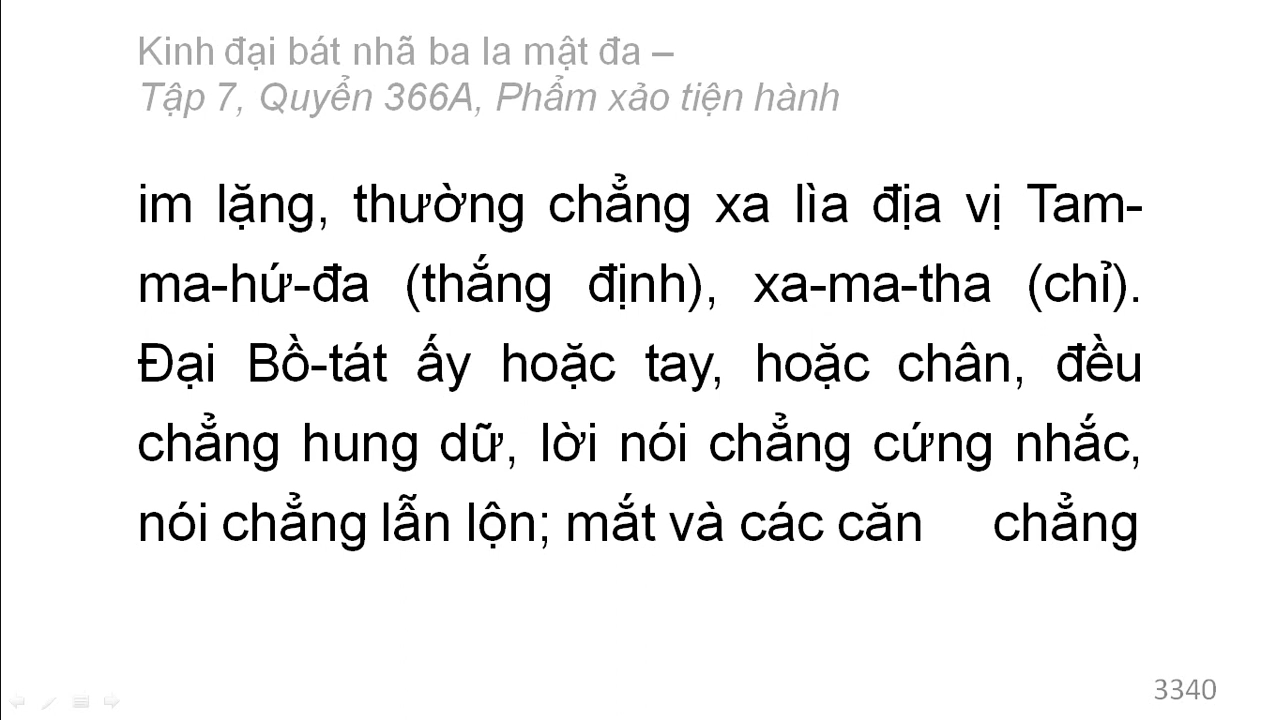 Kinh đại bát nhã ba la mật đa –
Tập 7, Quyển 366A, Phẩm xảo tiện hành
im lặng, thường chẳng xa lìa địa vị Tam-
ma-hứ-đa (thắng định), xa-ma-tha (chỉ).
Đại Bồ-tát ấy hoặc tay, hoặc chân, đều
chẳng hung dữ, lời nói chẳng cứng nhắc,
nói chẳng lẫn lộn; mắt và các căn chẳng
3340